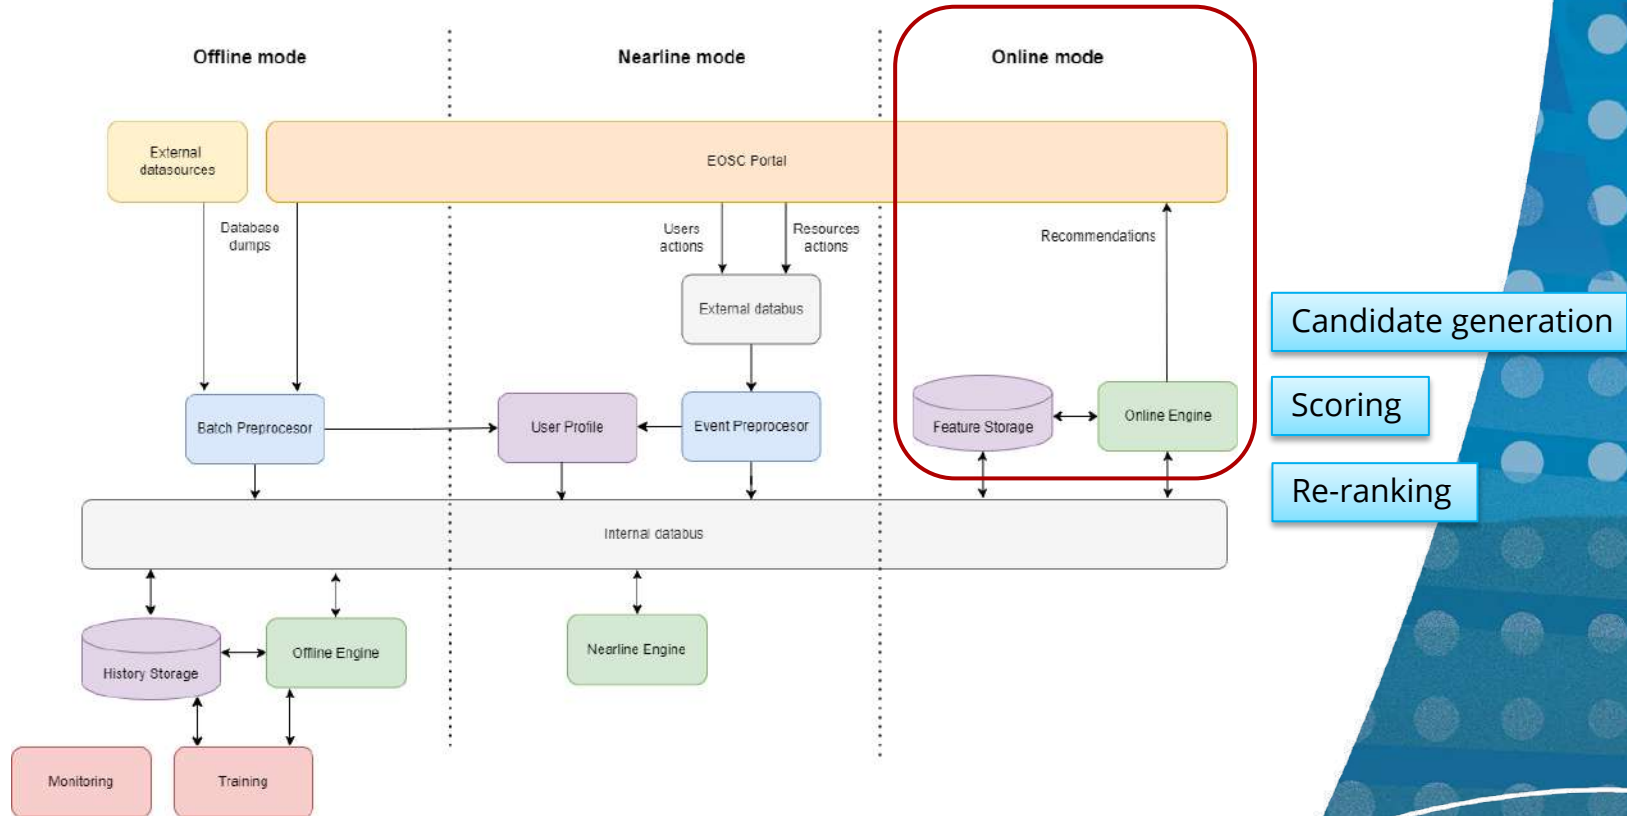 Offline mode
Nearline mode
Online mode
External
datasources
EOSC Portal
Database
dumps
Users
actions
Resources
actions
Recommendations
External databus
Batch Preprocesor
User Profile
Event Preprocesor
Feature Storage
Online Engine
Internal databus
History Storage
Offline Engine
Nearline Engine
Monitoring
Training
Candidate generation
Scoring
Re-ranking